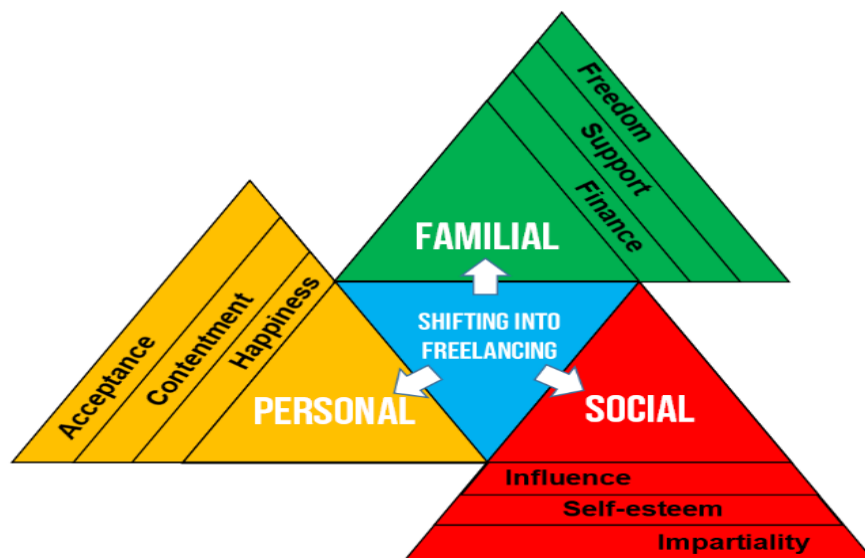 Freedom
Support
Finance
FAMILIAL
SHIFTING INTO
FREELANCING
Acceptance
Contentment
Happiness
PERSONAL
SOCIAL
Influence
Self-esteem
Impartiality